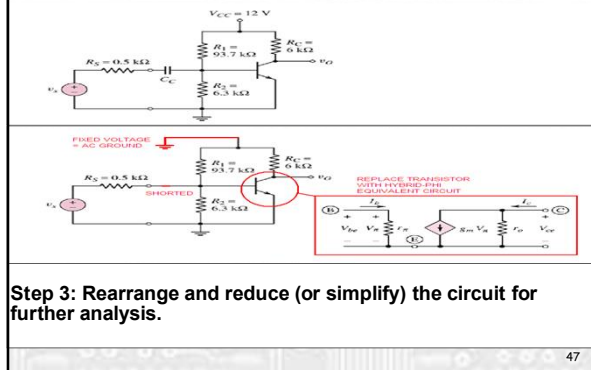 V_CC = 12 V
R_1 = 93.7 kΩ
R_C = 6 kΩ
v_O
R_S = 0.5 kΩ
C_C
R_2 = 6.3 kΩ
v_s
FIXED VOLTAGE
= AC GROUND
R_1 = 93.7 kΩ
R_C = 6 kΩ
v_O
R_S = 0.5 kΩ
SHORTED
R_2 = 6.3 kΩ
v_s
REPLACE TRANSISTOR
WITH HYBRID-PHI
EQUIVALENT CIRCUIT
B I_b I_c C
V_be V_π r_π g_m V_π r_o V_ce
E
Step 3: Rearrange and reduce (or simplify) the circuit for
further analysis.
47